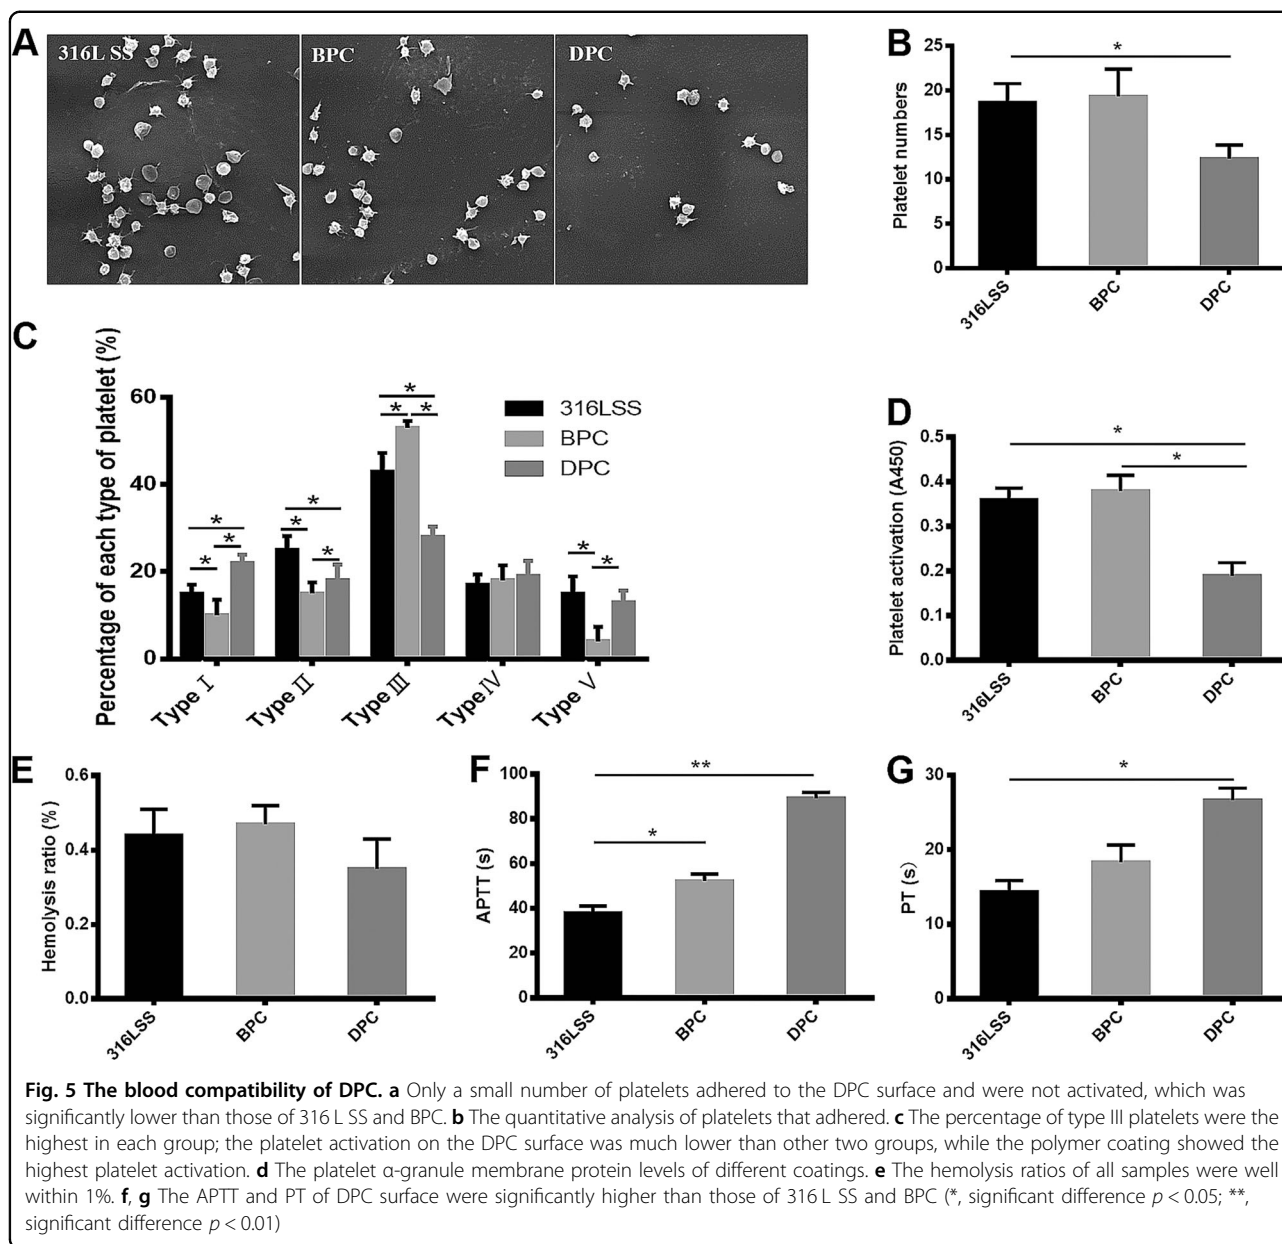 A
316L SS
BPC
DPC
B
Platelet numbers
25
20
15
10
5
0
*
316LSS
BPC
DPC
C
Percentage of each type of platelet (%)
60
40
20
0
* * *
* * *
* * *
* *
Type I
Type II
Type III
Type IV
Type V
316LSS
BPC
DPC
D
Platelet activation (A450)
0.5
0.4
0.3
0.2
0.1
0.0
*
*
316LSS
BPC
DPC
E
Hemolysis ratio (%)
0.6
0.4
0.2
0.0
316LSS
BPC
DPC
F
APTT (s)
100
80
60
40
20
0
**
*
316LSS
BPC
DPC
G
PT (s)
30
20
10
0
*
316LSS
BPC
DPC
Fig. 5 The blood compatibility of DPC. a Only a small number of platelets adhered to the DPC surface and were not activated, which was
significantly lower than those of 316 L SS and BPC. b The quantitative analysis of platelets that adhered. c The percentage of type III platelets were the
highest in each group; the platelet activation on the DPC surface was much lower than other two groups, while the polymer coating showed the
highest platelet activation. d The platelet α-granule membrane protein levels of different coatings. e The hemolysis ratios of all samples were well
within 1%. f, g The APTT and PT of DPC surface were significantly higher than those of 316 L SS and BPC (*, significant difference p < 0.05; **,
significant difference p < 0.01)